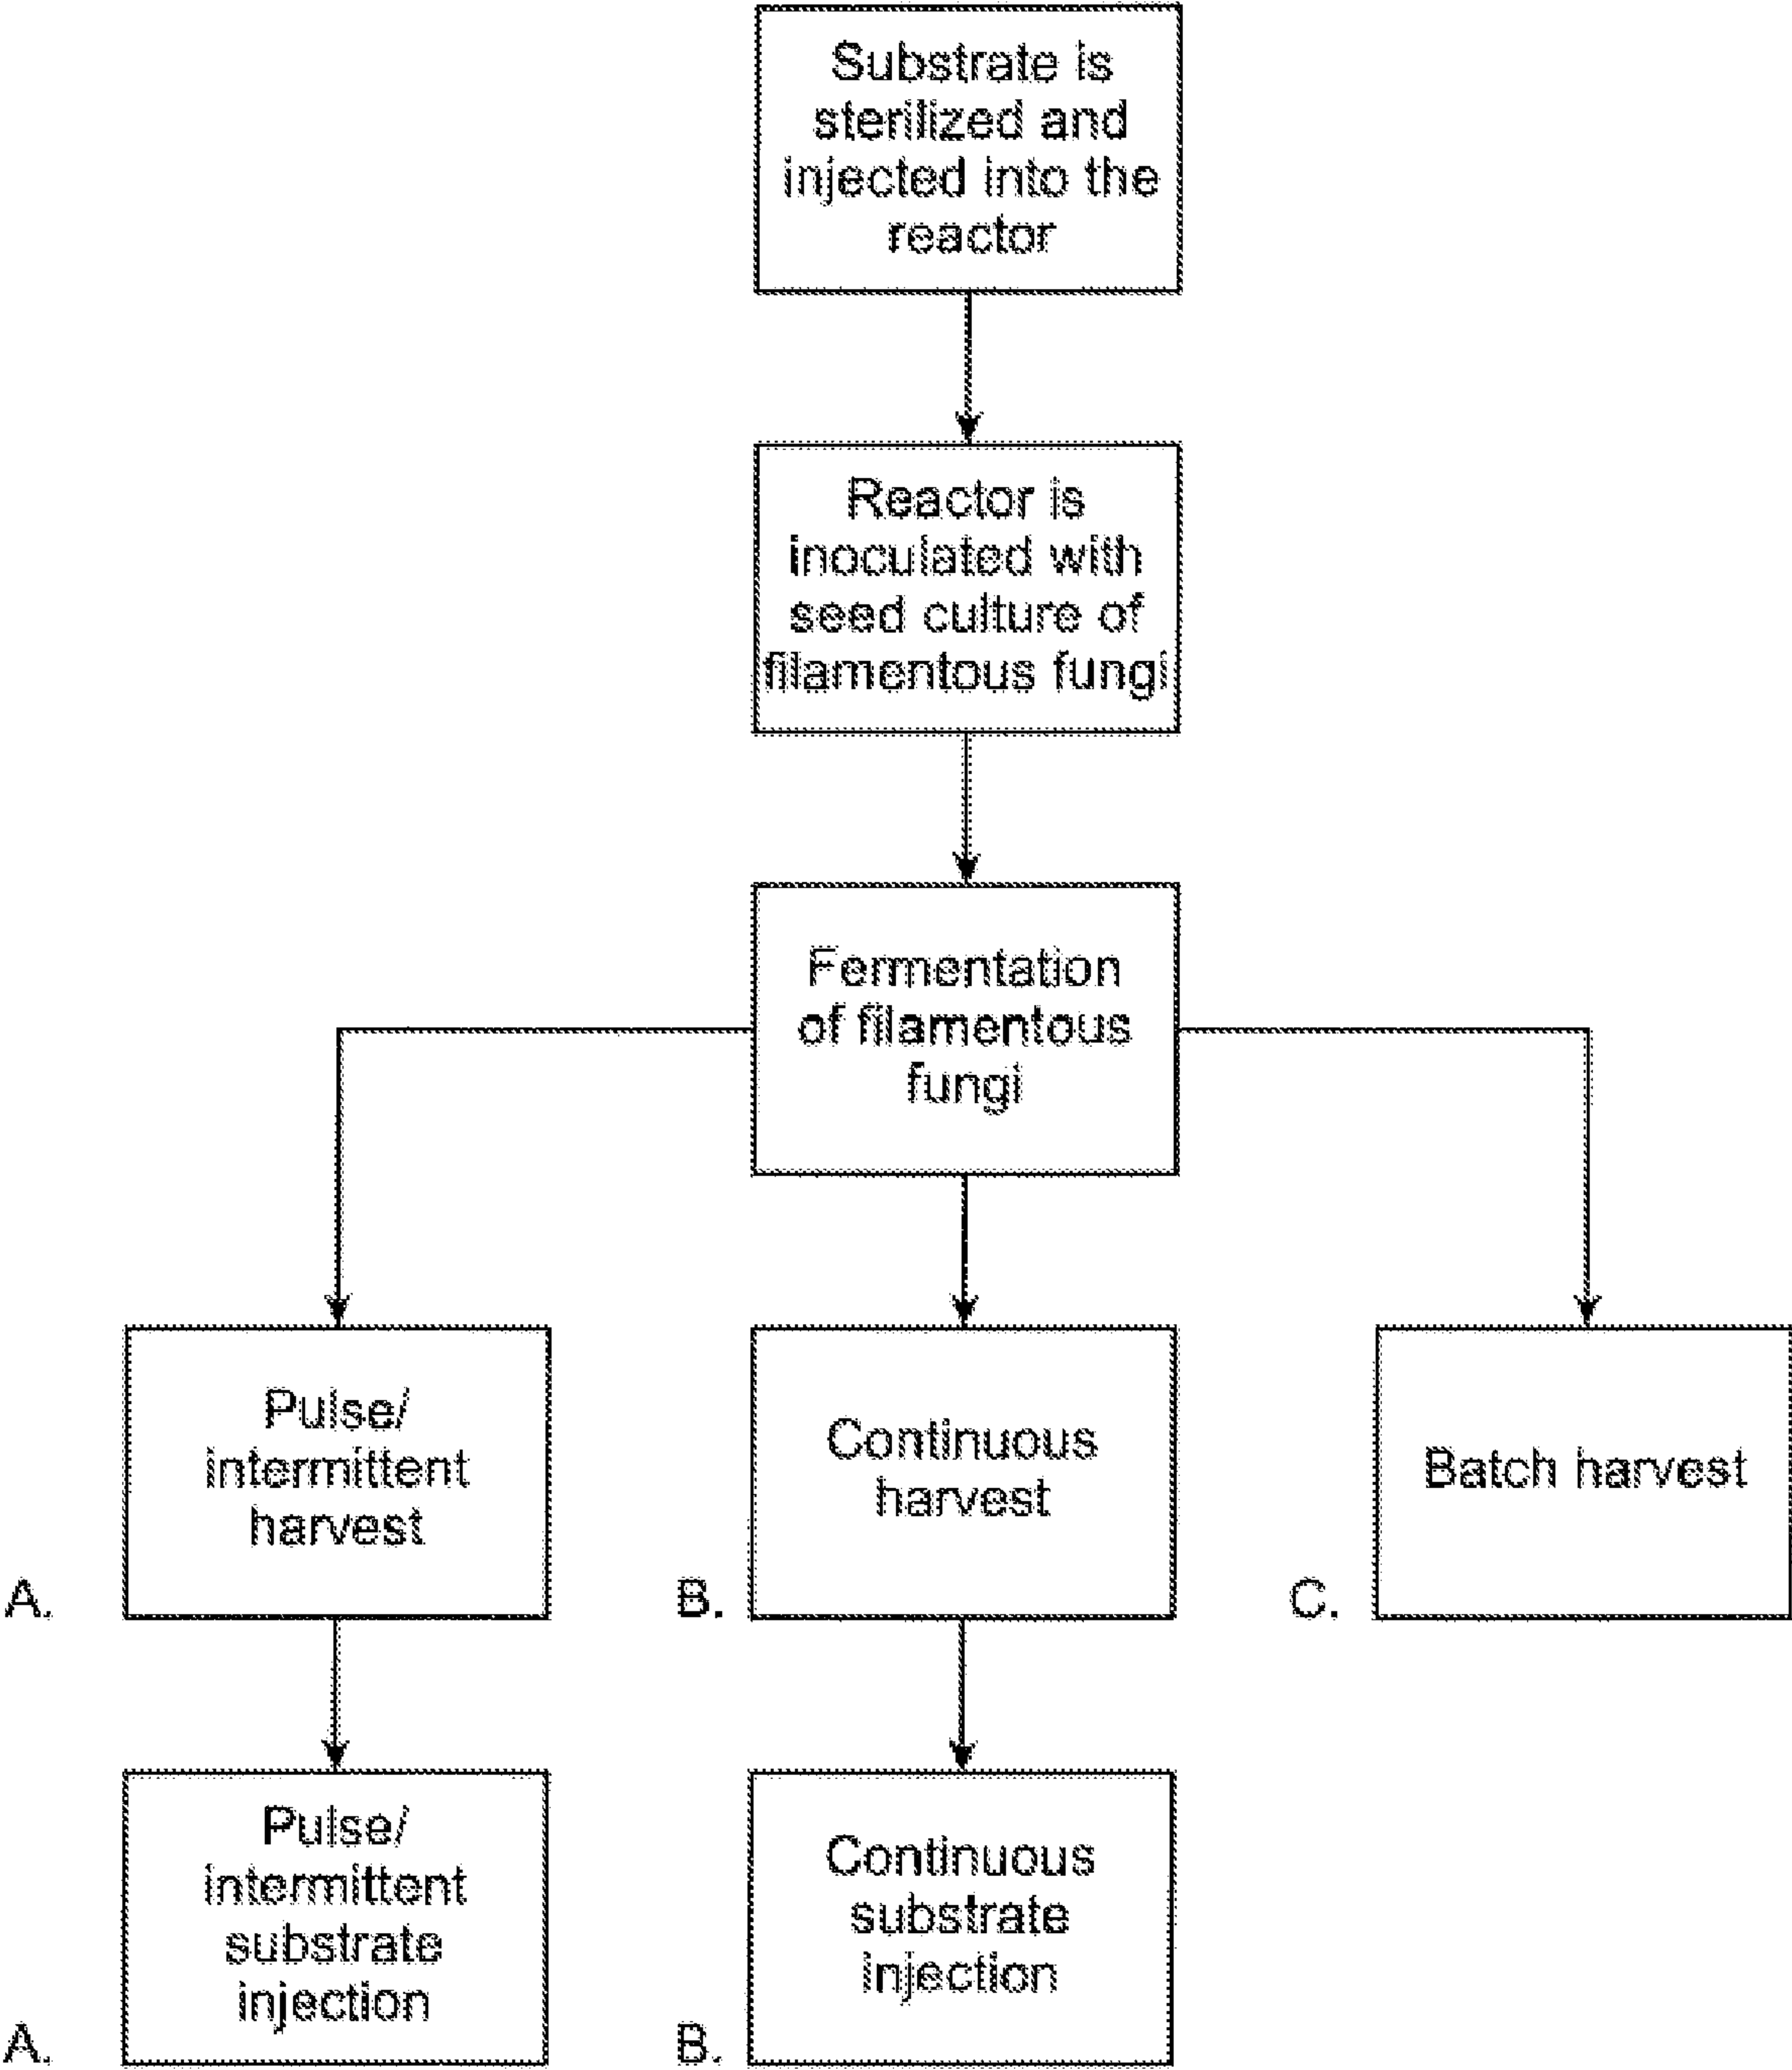 Substrate is
sterilized and
injected into the
reactor
Reactor is
inoculated with
seed culture of
filamentous fungi
Fermentation
of filamentous
fungi
Pulse/
intermittent
harvest
A.
Continuous
harvest
B.
Batch harvest
C.
Pulse/
intermittent
substrate
injection
A.
Continuous
substrate
injection
B.